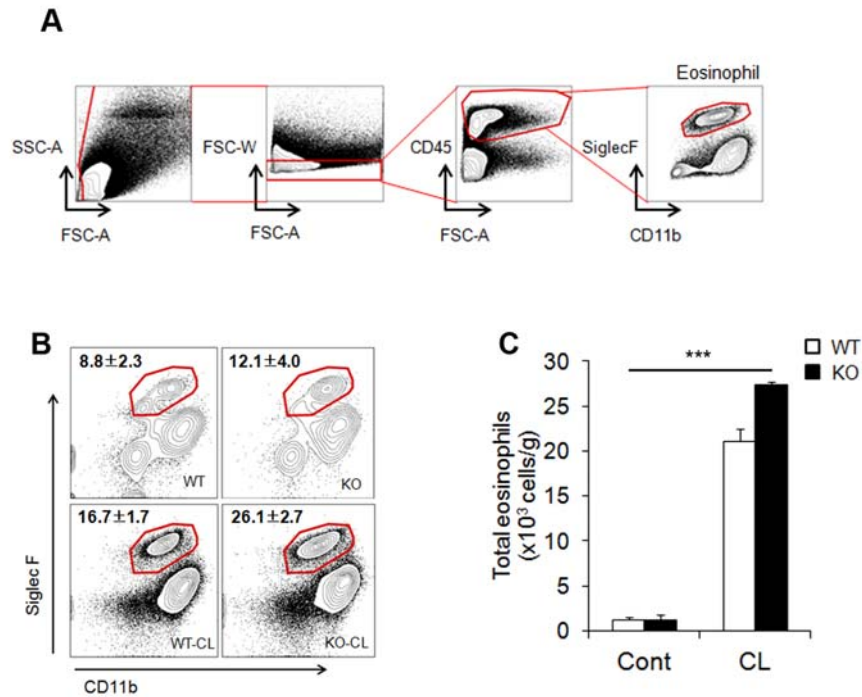 A
Eosinophil
SSC-A
FSC-A
FSC-W
FSC-A
CD45
FSC-A
SiglecF
CD11b
B
8.8±2.3
WT
12.1±4.0
KO
16.7±1.7
WT-CL
26.1±2.7
KO-CL
Siglec F
CD11b
C
WT
KO
***
Total eosinophils
(x10³ cells/g)
30
25
20
15
10
5
0
Cont
CL